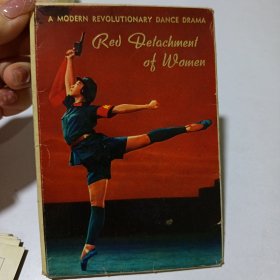 A MODERN REVOLUTIONARY DANCE DRAMA
Red Detachment
of Women